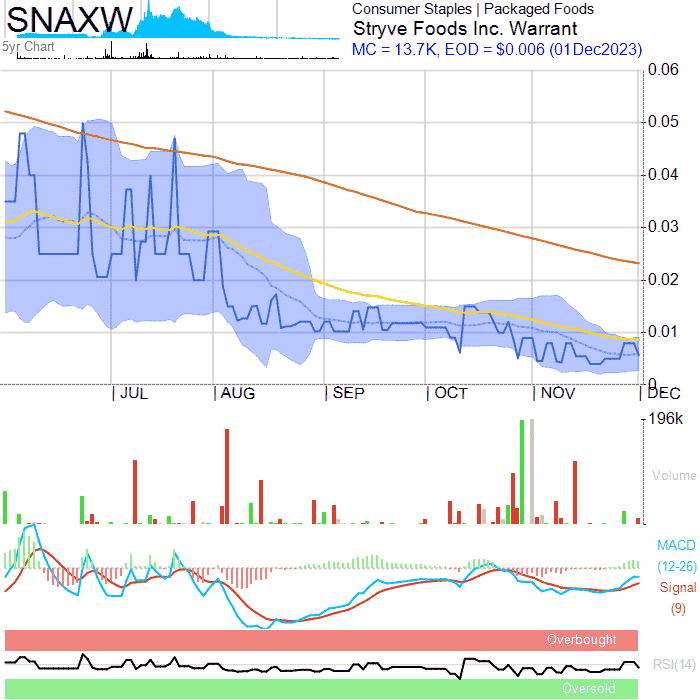 SNAXW
5yr Chart
Consumer Staples | Packaged Foods
Stryve Foods Inc. Warrant
MC = 13.7K, EOD = $0.006 (01Dec2023)
0.06
0.05
0.04
0.03
0.02
0.01
0
JUL AUG SEP OCT NOV DEC
196k
Volume
MACD
(12-26)
Signal
(9)
Overbought
RSI(14)
Oversold